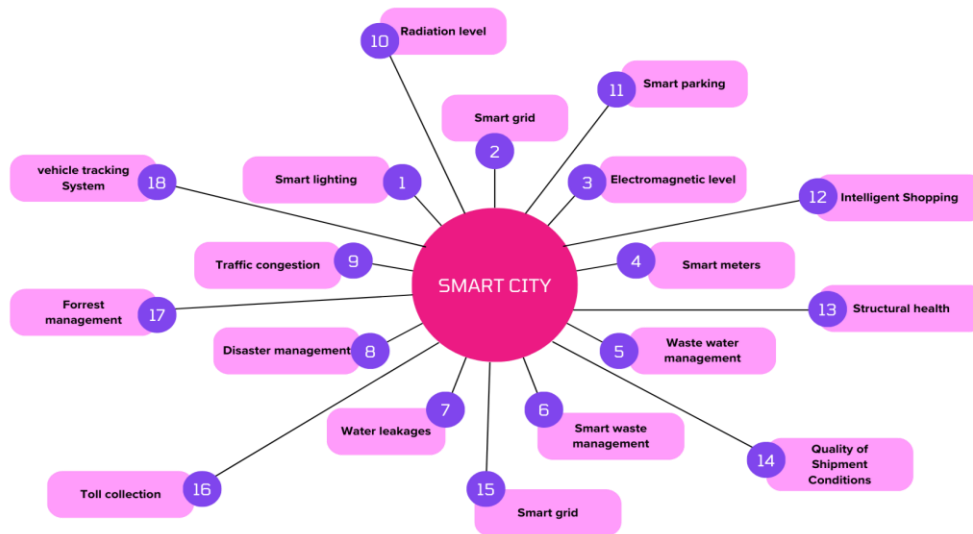 10
Radiation level
11
Smart parking
Smart grid
2
vehicle tracking
System
18
Smart lighting
1
3
Electromagnetic level
12
Intelligent Shopping
Traffic congestion
9
SMART CITY
4
Smart meters
Forrest
management
17
13
Structural health
Disaster management
8
5
Waste water
management
Water leakages
7
6
Smart waste
management
14
Quality of
Shipment
Conditions
Toll collection
16
15
Smart grid